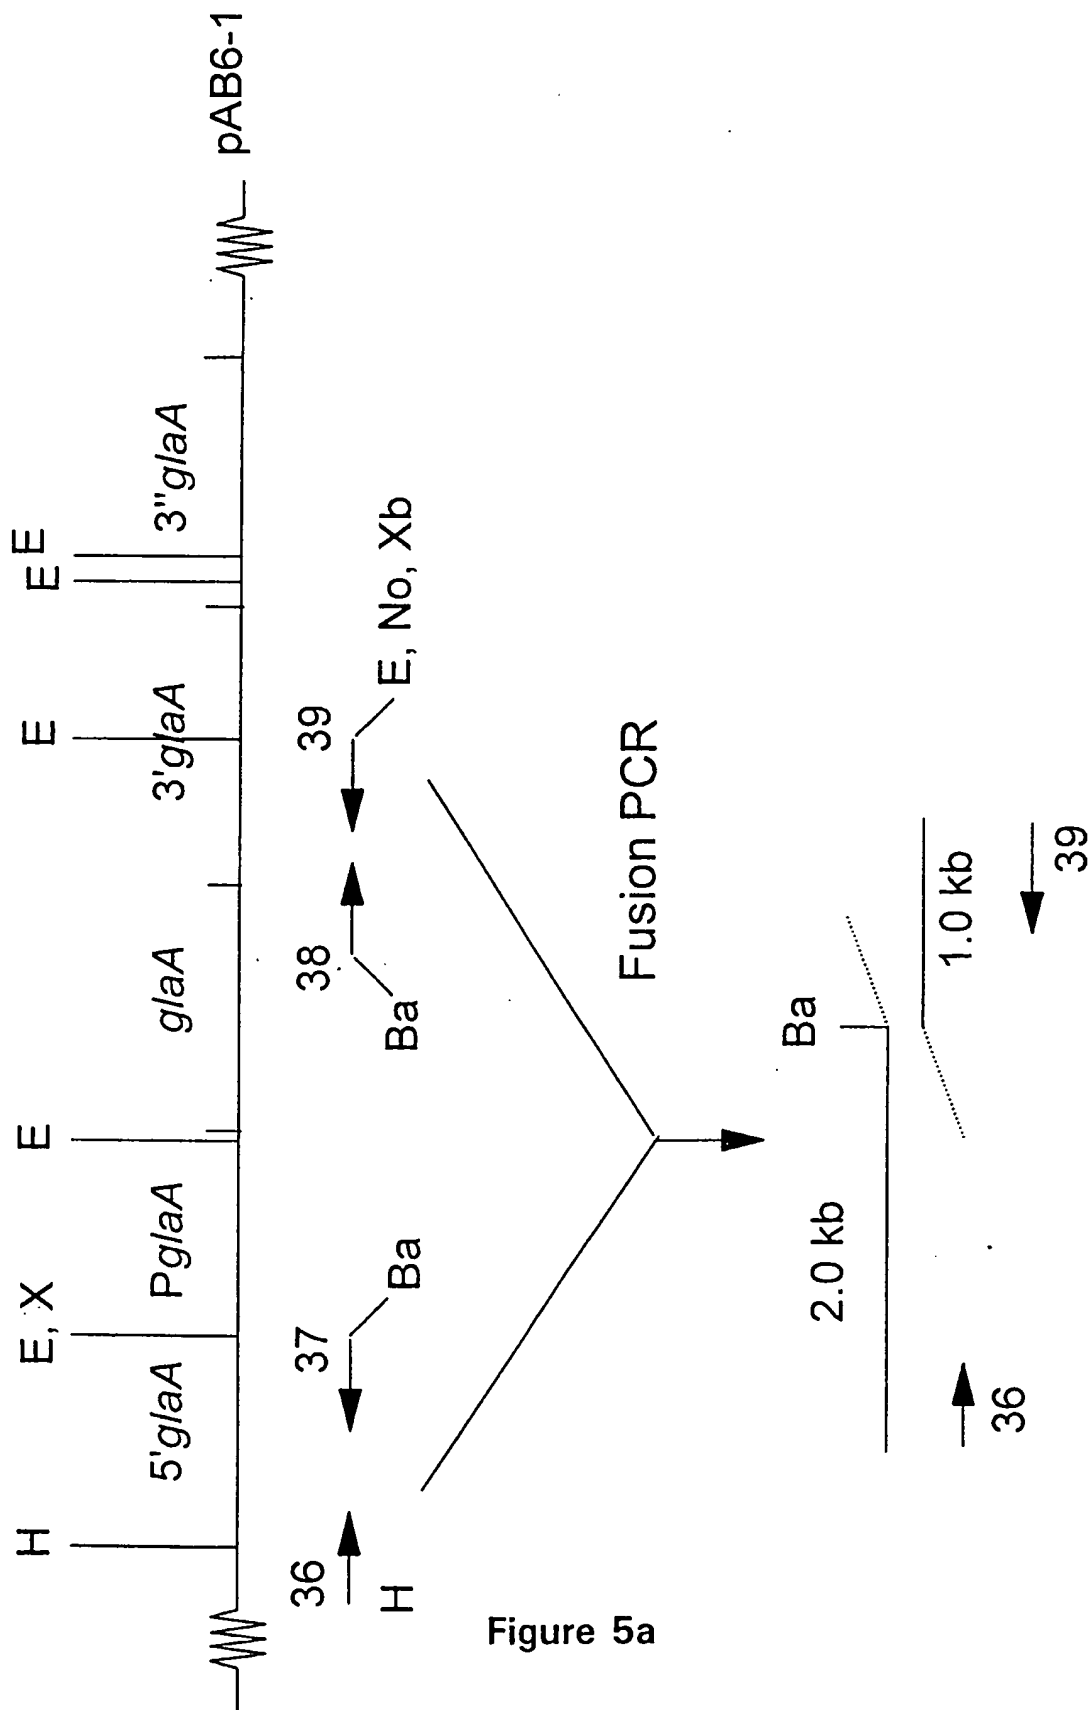 H E, X E E E E
5'glaA PglaA glaA 3'glaA 3"glaA pAB6-1
36 37 38 39
H Ba Ba E, No, Xb
Fusion PCR
Ba
2.0 kb
1.0 kb
36 39
Figure 5a